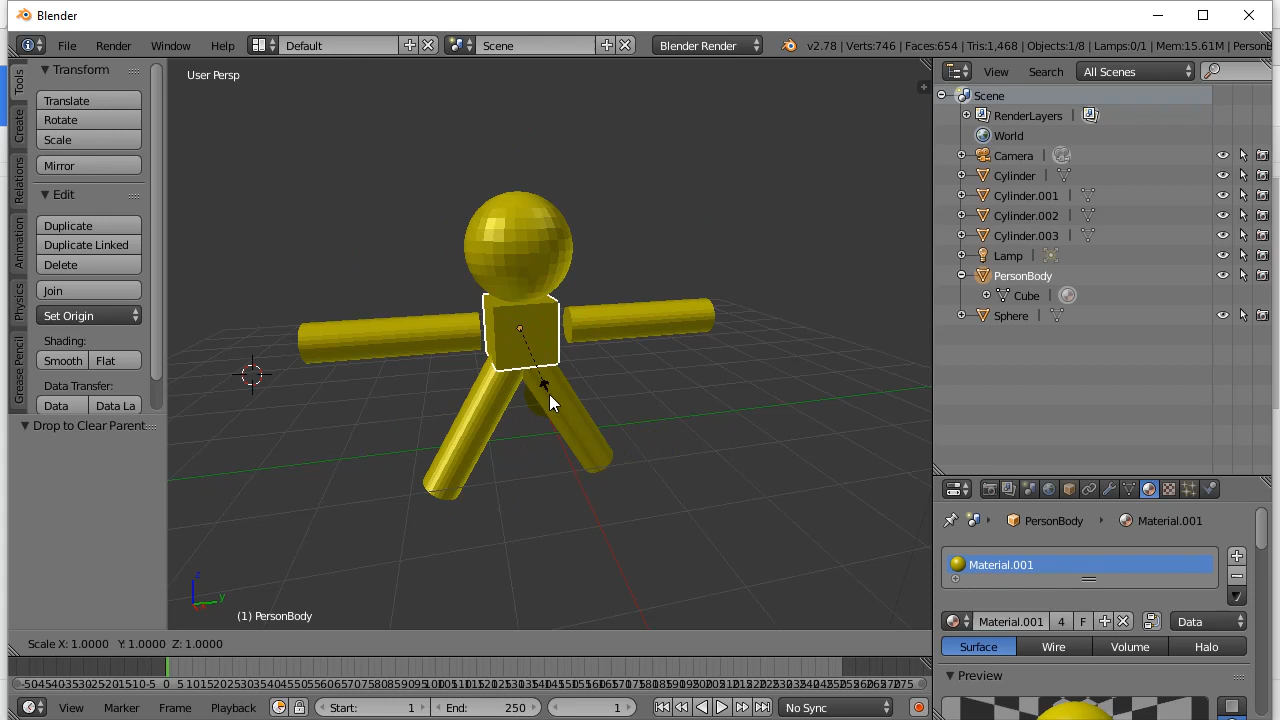 Blender
File Render Window Help Default Scene Blender Render v2.78 | Verts:746 | Faces:654 | Tris:1,468 | Objects:1/8 | Lamps:0/1 | Mem:15.61M | PersonB
Tools
Create
Relations
Animation
Physics
Grease Pencil
Transform
Translate
Rotate
Scale
Mirror
Edit
Duplicate
Duplicate Linked
Delete
Join
Set Origin
Shading:
Smooth Flat
Data Transfer:
Data Data La
Drop to Clear Parent
User Persp
z
y
(1) PersonBody
Scale X: 1.0000 Y: 1.0000 Z: 1.0000
View Marker Frame Playback Start: 1 End: 250 1 No Sync
View Search All Scenes
Scene
RenderLayers |
World
Camera |
Cylinder |
Cylinder.001 |
Cylinder.002 |
Cylinder.003 |
Lamp |
PersonBody
Cube |
Sphere |
PersonBody Material.001
Material.001
Material.001 4 F Data
Surface Wire Volume Halo
Preview